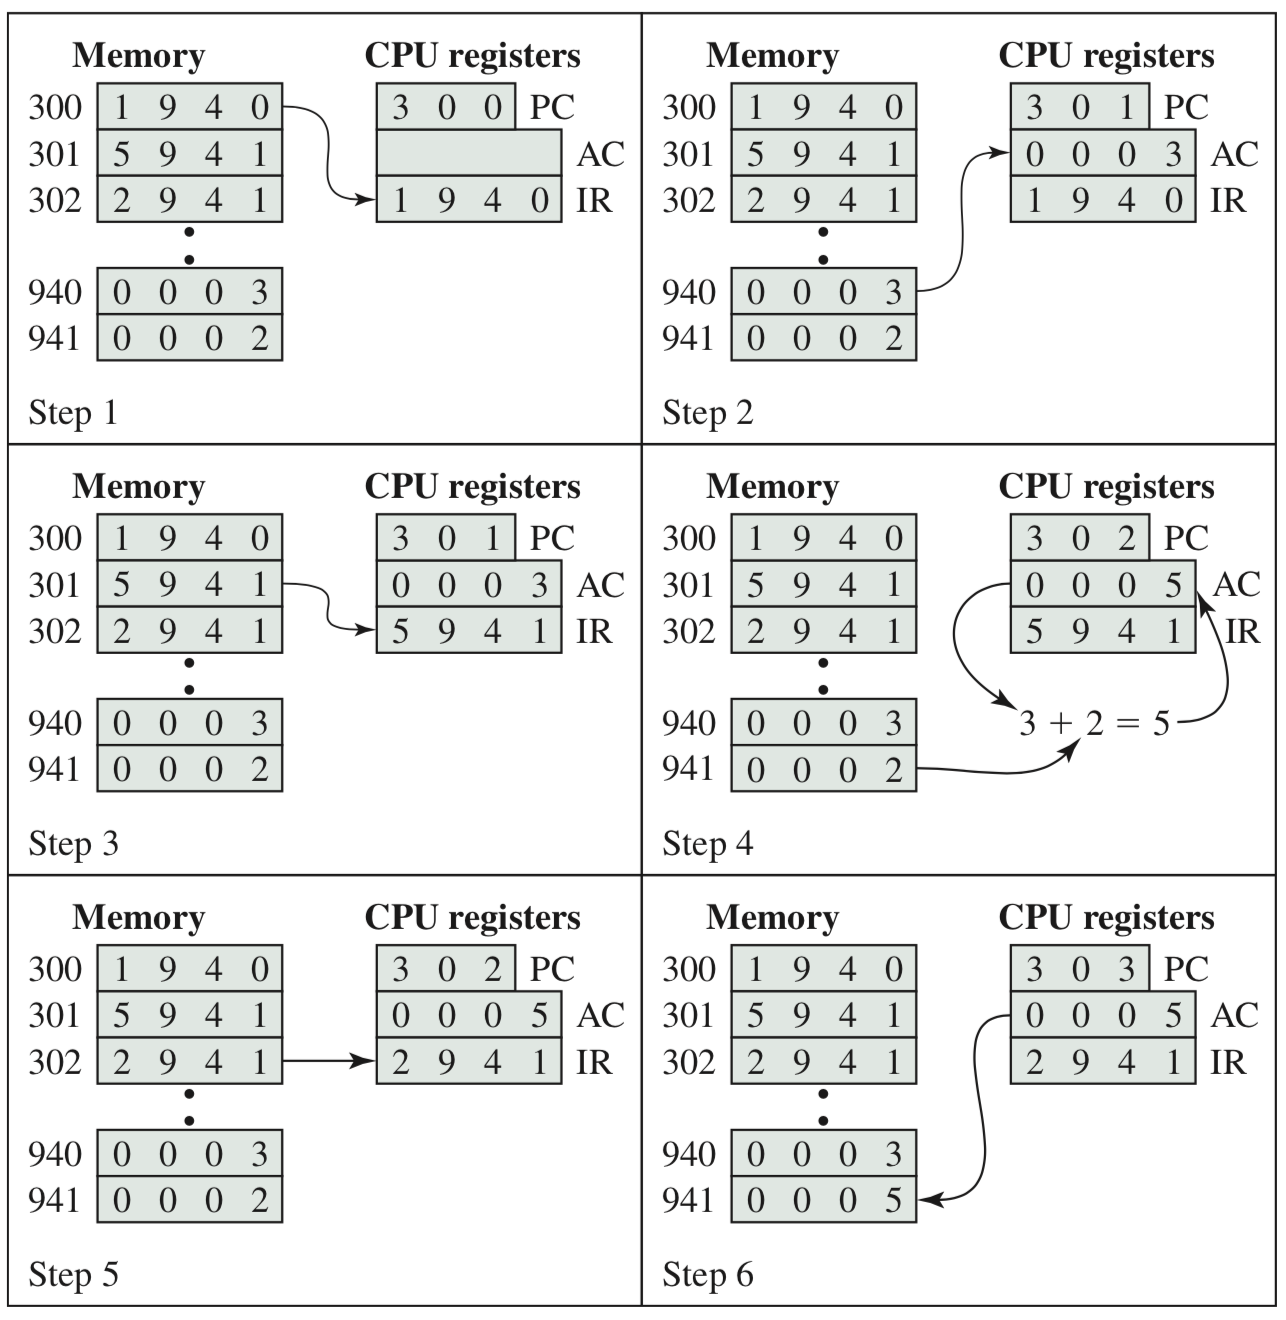 Memory CPU registers
300 1 9 4 0 3 0 0 PC
301 5 9 4 1 AC
302 2 9 4 1 1 9 4 0 IR
940 0 0 0 3
941 0 0 0 2
Step 1
Memory CPU registers
300 1 9 4 0 3 0 1 PC
301 5 9 4 1 0 0 0 3 AC
302 2 9 4 1 1 9 4 0 IR
940 0 0 0 3
941 0 0 0 2
Step 2
Memory CPU registers
300 1 9 4 0 3 0 1 PC
301 5 9 4 1 0 0 0 3 AC
302 2 9 4 1 5 9 4 1 IR
940 0 0 0 3
941 0 0 0 2
Step 3
Memory CPU registers
300 1 9 4 0 3 0 2 PC
301 5 9 4 1 0 0 0 5 AC
302 2 9 4 1 5 9 4 1 IR
940 0 0 0 3 3 + 2 = 5
941 0 0 0 2
Step 4
Memory CPU registers
300 1 9 4 0 3 0 2 PC
301 5 9 4 1 0 0 0 5 AC
302 2 9 4 1 2 9 4 1 IR
940 0 0 0 3
941 0 0 0 2
Step 5
Memory CPU registers
300 1 9 4 0 3 0 3 PC
301 5 9 4 1 0 0 0 5 AC
302 2 9 4 1 2 9 4 1 IR
940 0 0 0 3
941 0 0 0 5
Step 6